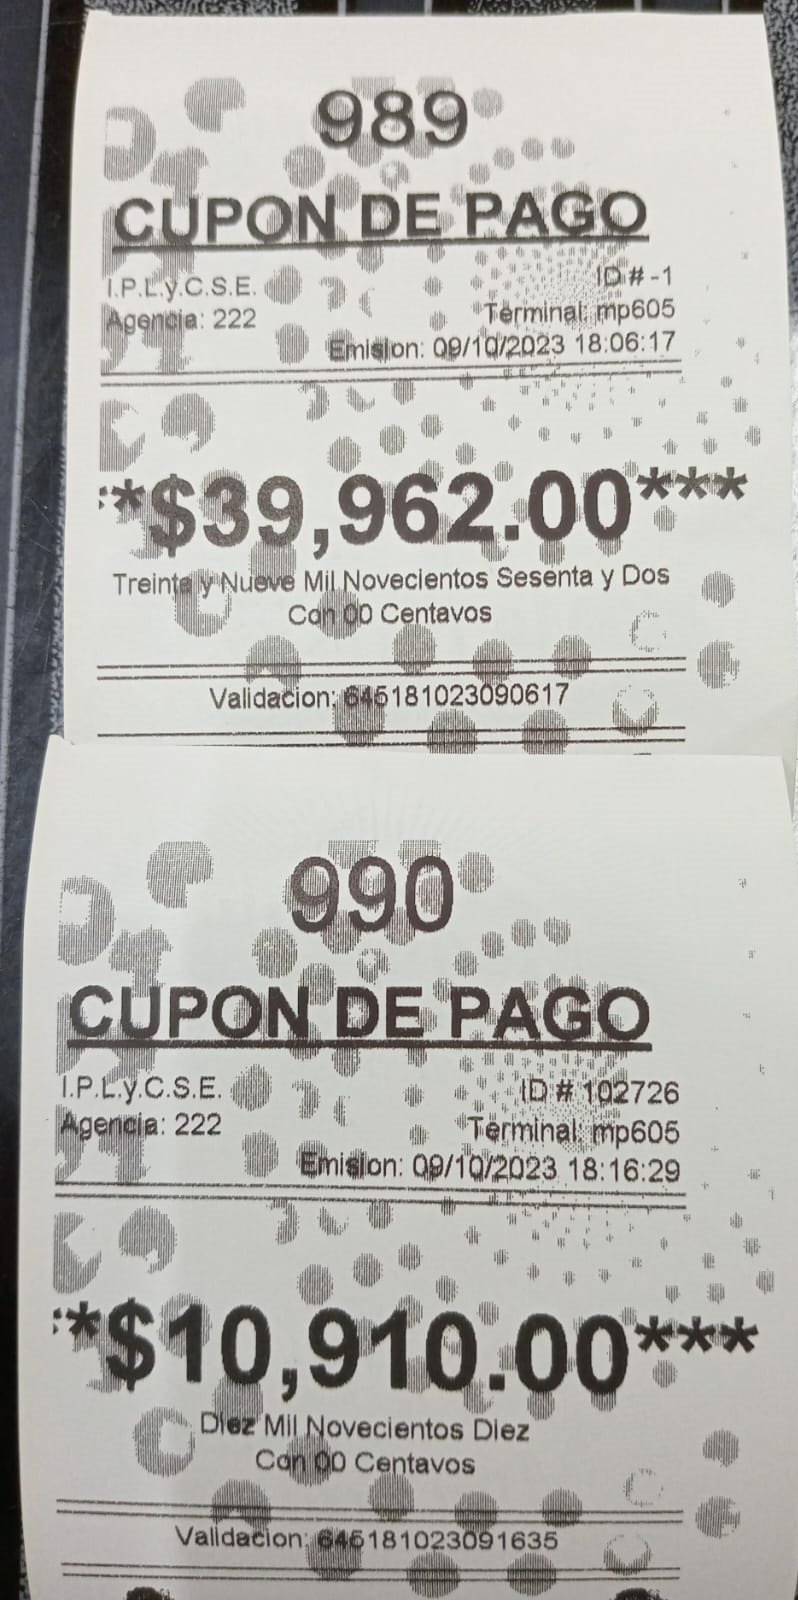 989
CUPON DE PAGO
I.P.L.y.C.S.E.
ID # -1
Agencia: 222
Terminal: mp605
Emision: 09/10/2023 18:06:17
:*$39,962.00***
Treinta y Nueve Mil Novecientos Sesenta y Dos
Con 00 Centavos
Validacion: 645181023090617
990
CUPON DE PAGO
I.P.L.y.C.S.E.
ID # 102726
Agencia: 222
Terminal: mp605
Emision: 09/10/2023 18:16:29
:*$10,910.00***
Diez Mil Novecientos Diez
Con 00 Centavos
Validacion: 645181023091635